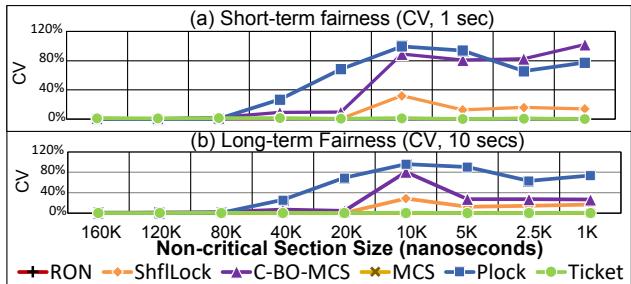 (a) Short-term fairness (CV, 1 sec)
120%
80%
40%
0%
CV
(b) Long-term Fairness (CV, 10 secs)
120%
80%
40%
0%
CV
160K 120K 80K 40K 20K 10K 5K 2.5K 1K
Non-critical Section Size (nanoseconds)
RON ShflLock C-BO-MCS MCS Plock Ticket